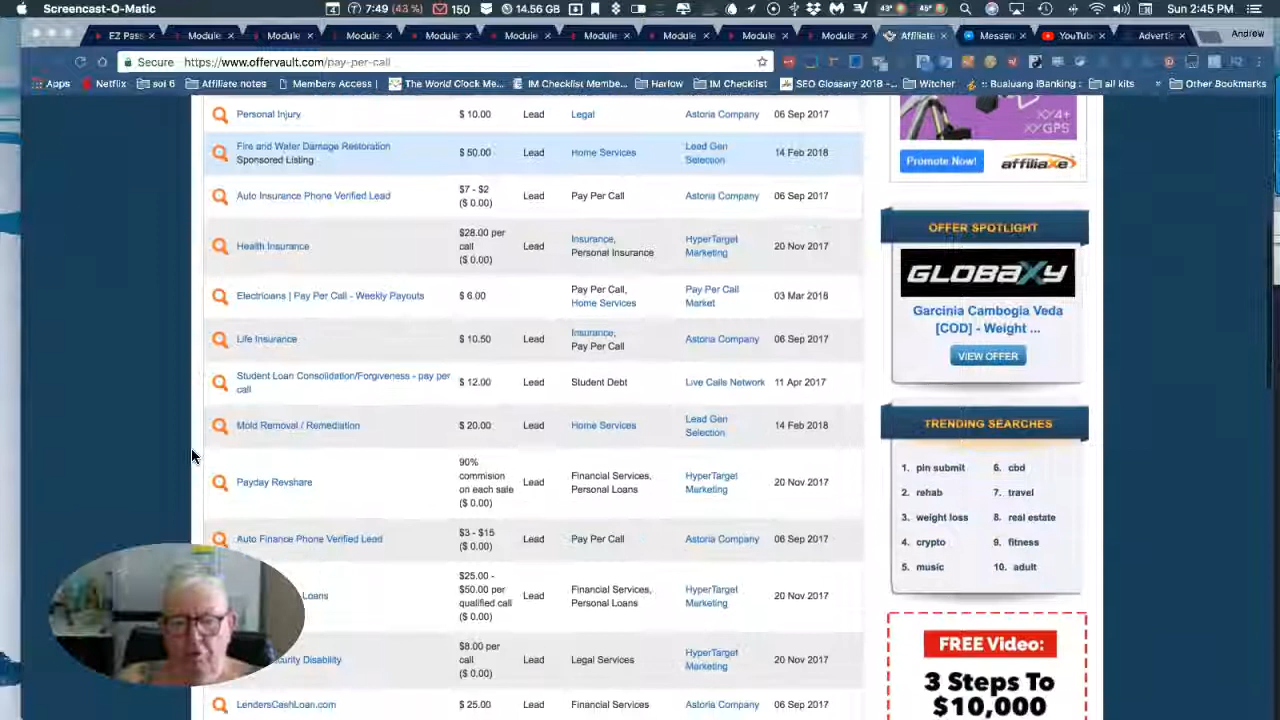 Screencast-O-Matic
7:49 (43 %) 150 14.56 GB 43° Sun 2:45 PM
EZ Pass Module Module Module Module Module Module Module Module Module Affiliate Messen YouTube Advertis Andrew
Secure https://www.offervault.com/pay-per-call
Apps Netflix soi 6 Affiliate notes Members Access | The World Clock Me... IM Checklist Membe... Harlow IM Checklist SEO Glossary 2018 -... Witcher :: Bualuang iBanking :: all kits » Other Bookmarks
Personal Injury $ 10.00 Lead Legal Astoria Company 06 Sep 2017
Fire and Water Damage Restoration
Sponsored Listing
$ 50.00 Lead Home Services
Lead Gen
Selection
14 Feb 2018
Auto Insurance Phone Verified Lead
$7 - $2
($ 0.00)
Lead Pay Per Call Astoria Company 06 Sep 2017
Health Insurance
$28.00 per
call
($ 0.00)
Lead
Insurance,
Personal Insurance
HyperTarget
Marketing
20 Nov 2017
Electricians | Pay Per Call - Weekly Payouts $ 6.00 Lead
Pay Per Call,
Home Services
Pay Per Call
Market
03 Mar 2018
Life Insurance $ 10.50 Lead
Insurance,
Pay Per Call
Astoria Company 06 Sep 2017
Student Loan Consolidation/Forgiveness - pay per
call
$ 12.00 Lead Student Debt Live Calls Network 11 Apr 2017
Mold Removal / Remediation $ 20.00 Lead Home Services
Lead Gen
Selection
14 Feb 2018
Payday Revshare
90%
commision
on each sale
($ 0.00)
Lead
Financial Services,
Personal Loans
HyperTarget
Marketing
20 Nov 2017
Auto Finance Phone Verified Lead
$3 - $15
($ 0.00)
Lead Pay Per Call Astoria Company 06 Sep 2017
Loans
$25.00 -
$50.00 per
qualified call
($ 0.00)
Lead
Financial Services,
Personal Loans
HyperTarget
Marketing
20 Nov 2017
curity Disability
$8.00 per
call
($ 0.00)
Lead Legal Services
HyperTarget
Marketing
20 Nov 2017
LendersCashLoan.com $ 25.00 Lead Financial Services Astoria Company 06 Sep 2017
XY/4+
XY/GPS
Promote Now! affiliaXe
OFFER SPOTLIGHT
GLOBAXY
Garcinia Cambogia Veda
[COD] - Weight ...
VIEW OFFER
TRENDING SEARCHES
1. pin submit 6. cbd
2. rehab 7. travel
3. weight loss 8. real estate
4. crypto 9. fitness
5. music 10. adult
FREE Video:
3 Steps To
$10,000